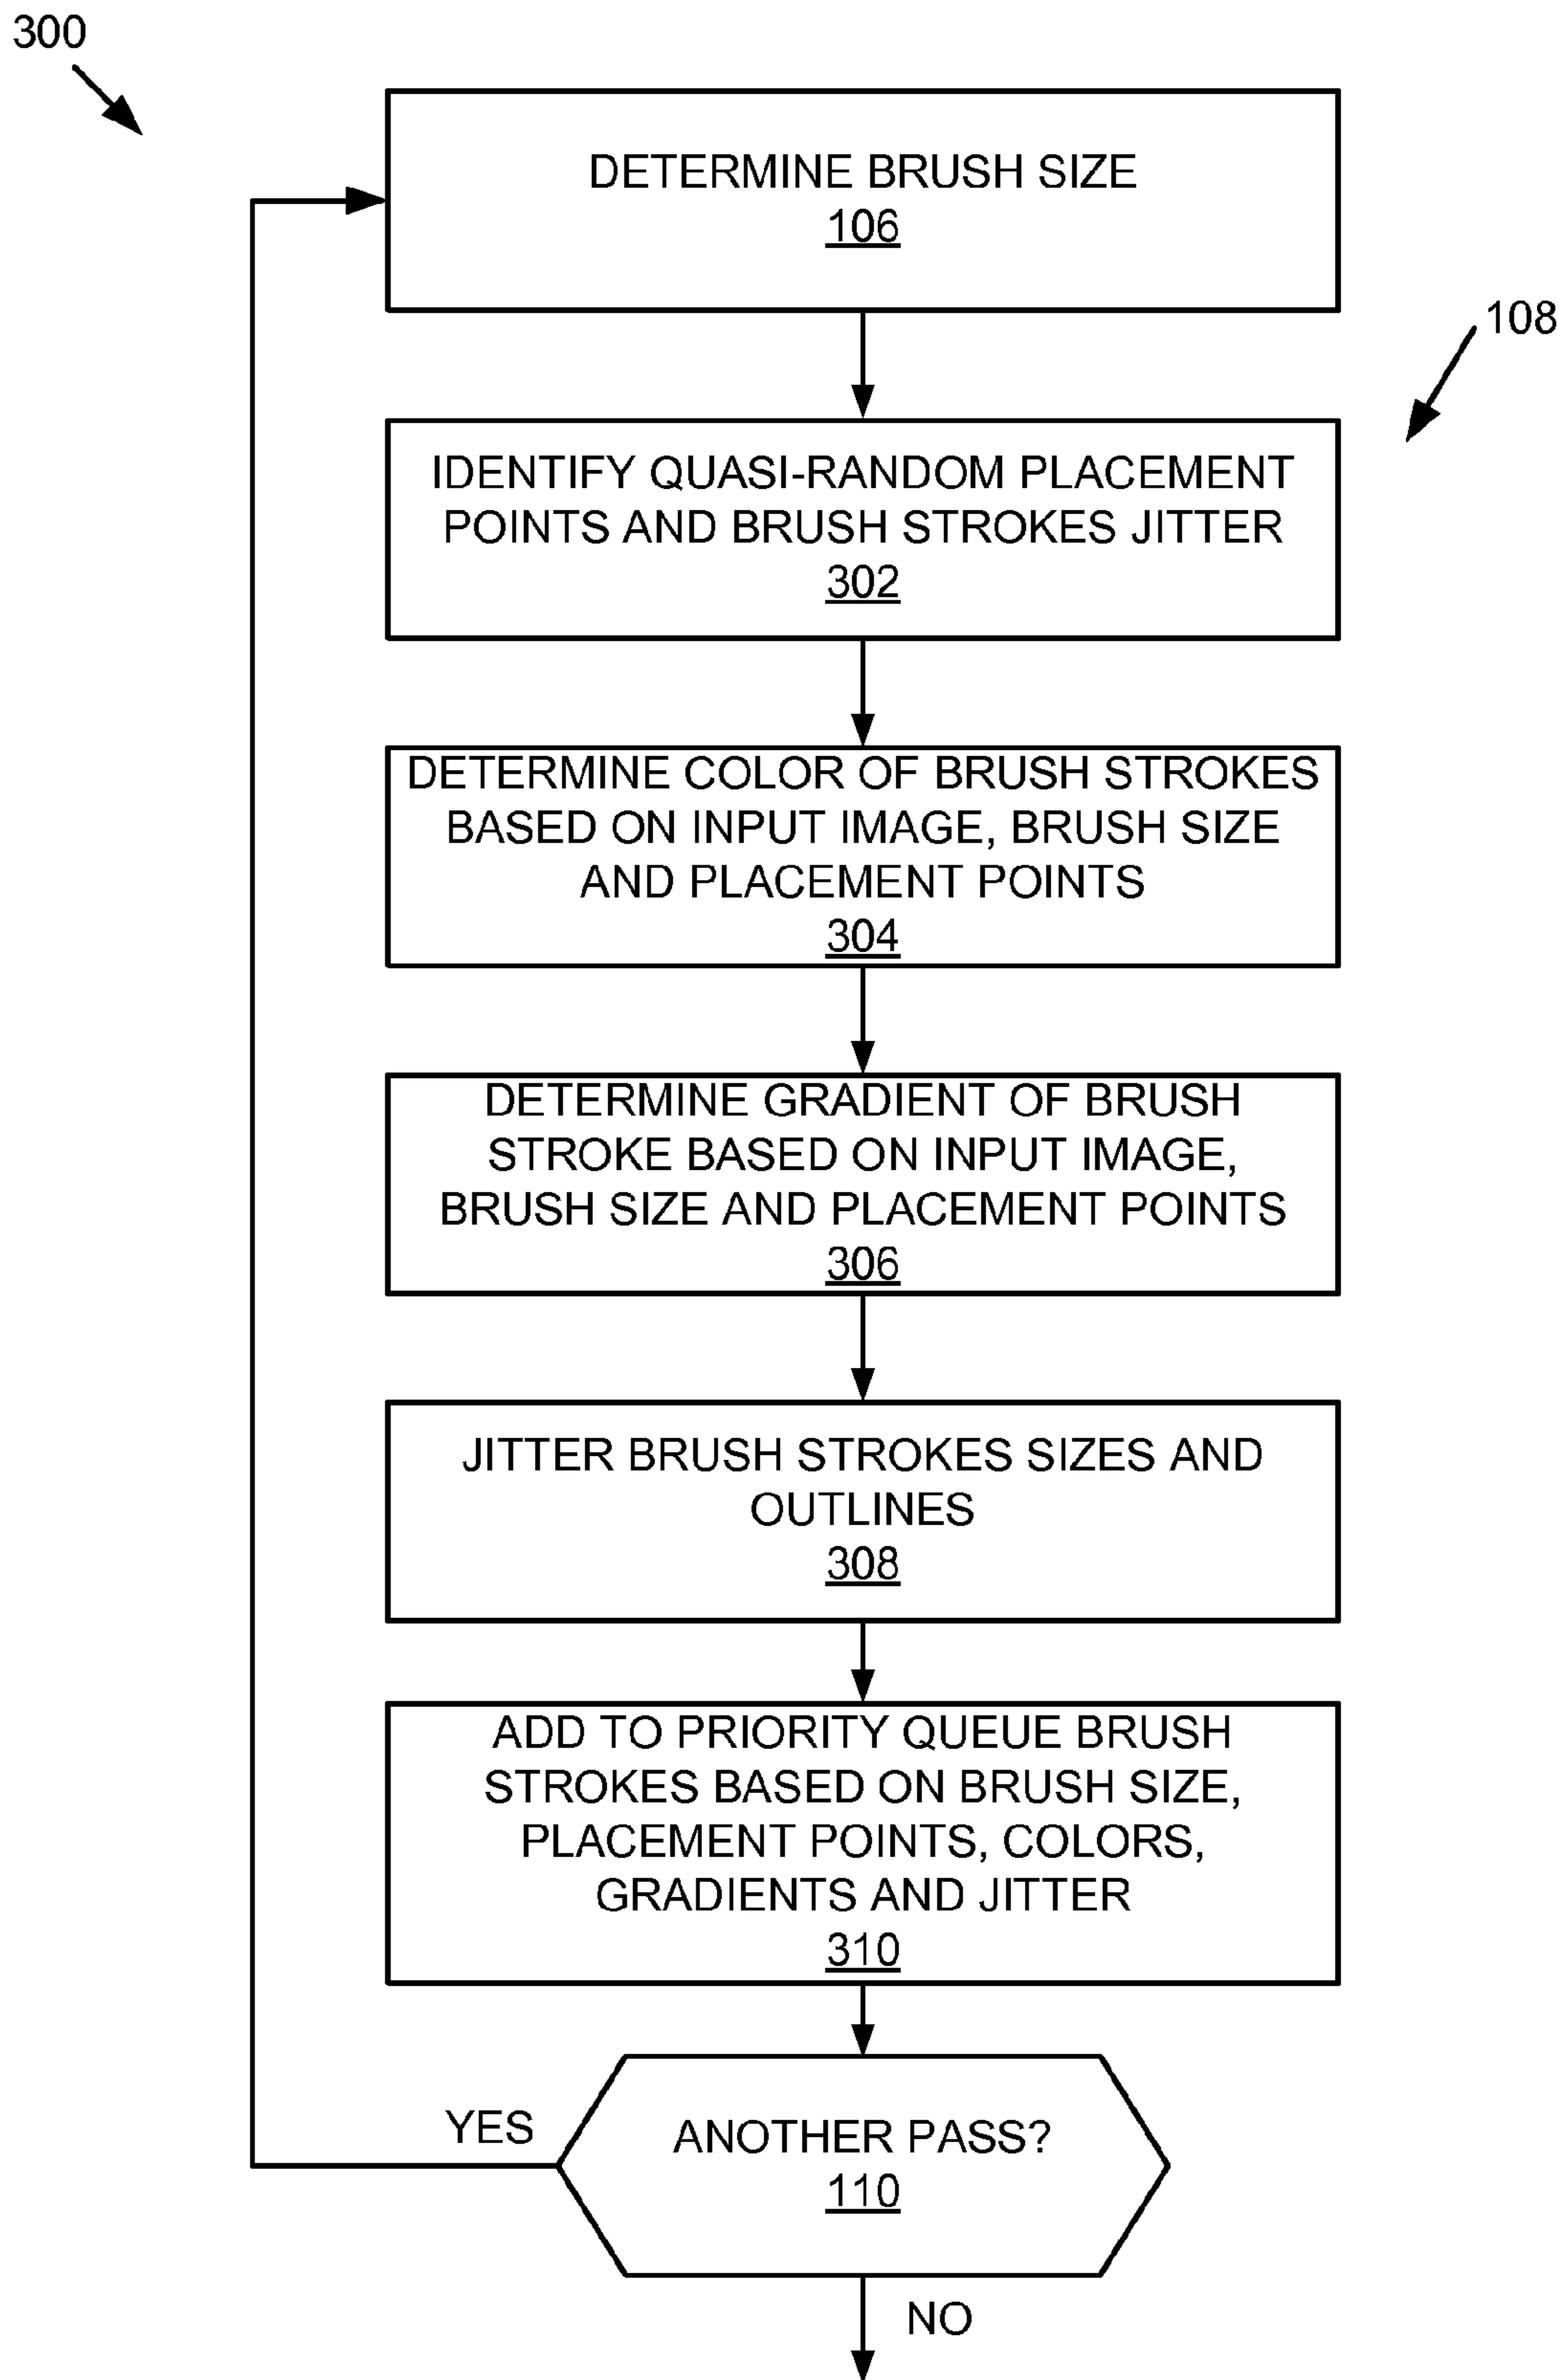 300
DETERMINE BRUSH SIZE
106
108
IDENTIFY QUASI-RANDOM PLACEMENT
POINTS AND BRUSH STROKES JITTER
302
DETERMINE COLOR OF BRUSH STROKES
BASED ON INPUT IMAGE, BRUSH SIZE
AND PLACEMENT POINTS
304
DETERMINE GRADIENT OF BRUSH
STROKE BASED ON INPUT IMAGE,
BRUSH SIZE AND PLACEMENT POINTS
306
JITTER BRUSH STROKES SIZES AND
OUTLINES
308
ADD TO PRIORITY QUEUE BRUSH
STROKES BASED ON BRUSH SIZE,
PLACEMENT POINTS, COLORS,
GRADIENTS AND JITTER
310
YES
ANOTHER PASS?
110
NO